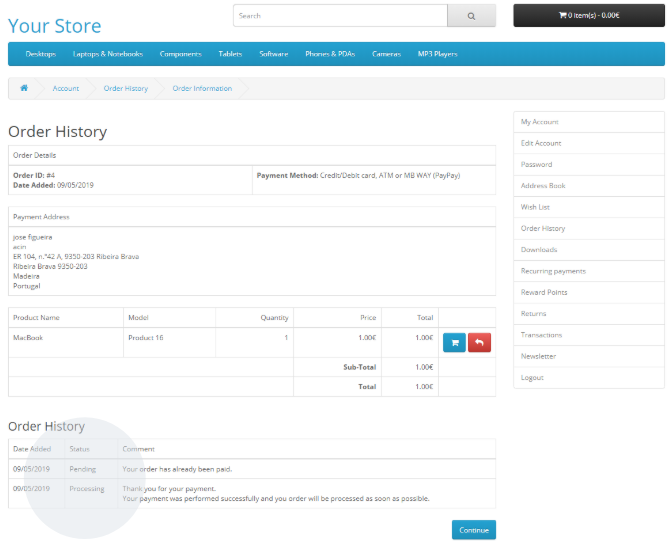 Your Store
Search
0 item(s) - 0.00€
Desktops Laptops & Notebooks Components Tablets Software Phones & PDAs Cameras MP3 Players
Account Order History Order Information
Order History
Order Details
Order ID: #4
Date Added: 09/05/2019
Payment Method: Credit/Debit card, ATM or MB WAY (PayPay)
Payment Address
jose figueira
acin
ER 104, n.º42 A, 9350-203 Ribeira Brava
Ribeira Brava 9350-203
Madeira
Portugal
Product Name Model Quantity Price Total
MacBook Product 16 1 1.00€ 1.00€
Sub-Total 1.00€
Total 1.00€
Order History
Date Added Status Comment
09/05/2019 Pending Your order has already been paid.
09/05/2019 Processing Thank you for your payment.
Your payment was performed successfully and you order will be processed as soon as possible.
Continue
My Account
Edit Account
Password
Address Book
Wish List
Order History
Downloads
Recurring payments
Reward Points
Returns
Transactions
Newsletter
Logout